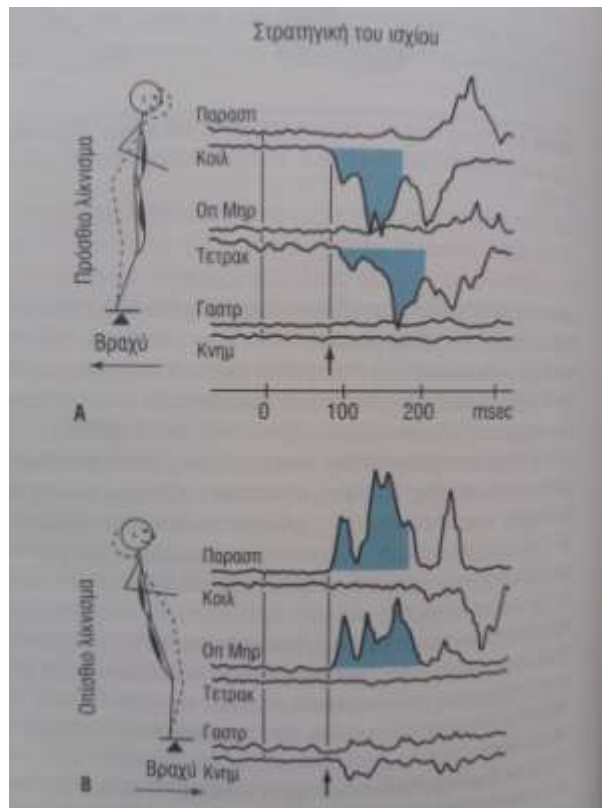 Στρατηγική του ισχίου
Πρόσθιο λίκνισμα
Παρασπ
Κοιλ
Οπ Μηρ
Τετρακ
Γαστρ
Κνημ
Βραχύ
A
0 100 200 msec
Οπίσθιο λίκνισμα
Παρασπ
Κοιλ
Οπ Μηρ
Τετρακ
Γαστρ
Κνημ
Βραχύ
B